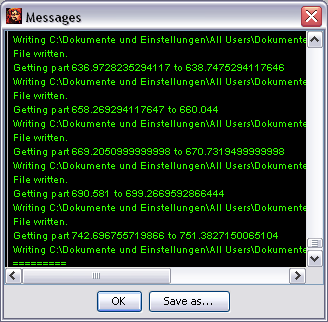 Messages
Writing C:\Dokumente und Einstellungen\All Users\Dokumente
File written.
Getting part 636.9728235294117 to 638.7475294117646
Writing C:\Dokumente und Einstellungen\All Users\Dokumente
File written.
Getting part 658.269294117647 to 660.044
Writing C:\Dokumente und Einstellungen\All Users\Dokumente
File written.
Getting part 669.2050999999998 to 670.7319499999998
Writing C:\Dokumente und Einstellungen\All Users\Dokumente
File written.
Getting part 690.581 to 699.2669592866444
Writing C:\Dokumente und Einstellungen\All Users\Dokumente
File written.
Getting part 742.696755719866 to 751.3827150065104
Writing C:\Dokumente und Einstellungen\All Users\Dokumente
=========
OK Save as...